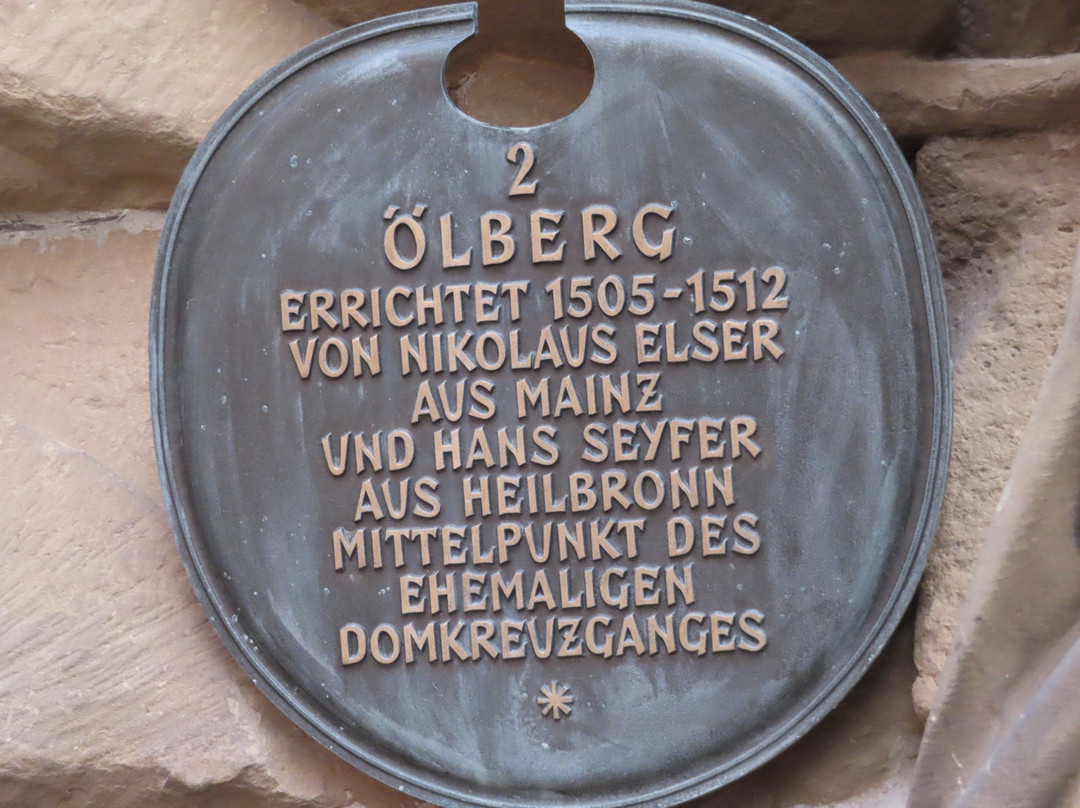 2
ÖLBERG
ERRICHTET 1505-1512
VON NIKOLAUS ELSER
AUS MAINZ
UND HANS SEYFER
AUS HEILBRONN
MITTELPUNKT DES
EHEMALIGEN
DOMKREUZGANGES